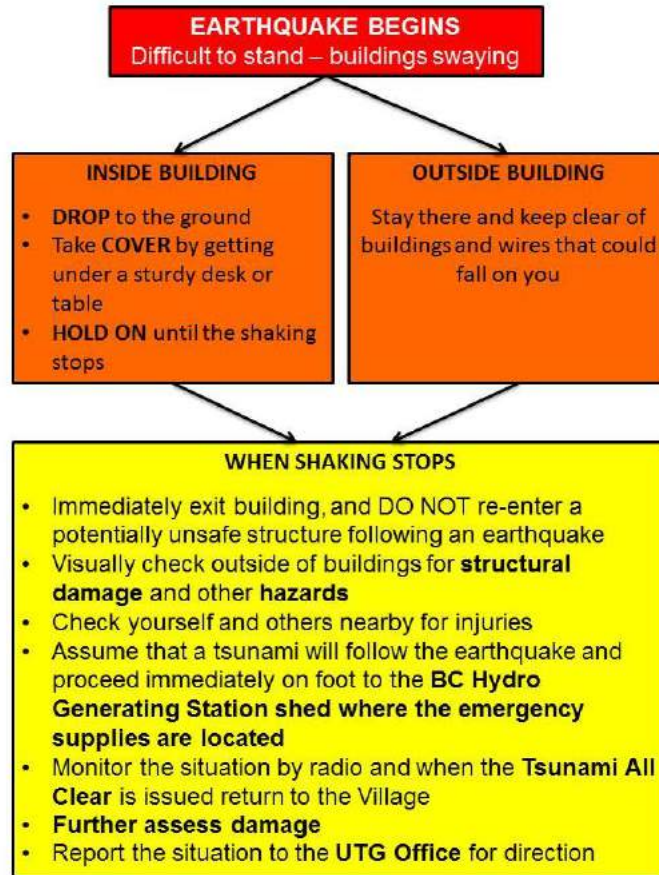 EARTHQUAKE BEGINS
Difficult to stand – buildings swaying
INSIDE BUILDING
• DROP to the ground
• Take COVER by getting
under a sturdy desk or
table
• HOLD ON until the shaking
stops
OUTSIDE BUILDING
Stay there and keep clear of
buildings and wires that could
fall on you
WHEN SHAKING STOPS
• Immediately exit building, and DO NOT re-enter a
potentially unsafe structure following an earthquake
• Visually check outside of buildings for structural
damage and other hazards
• Check yourself and others nearby for injuries
• Assume that a tsunami will follow the earthquake and
proceed immediately on foot to the BC Hydro
Generating Station shed where the emergency
supplies are located
• Monitor the situation by radio and when the Tsunami All
Clear is issued return to the Village
• Further assess damage
• Report the situation to the UTG Office for direction